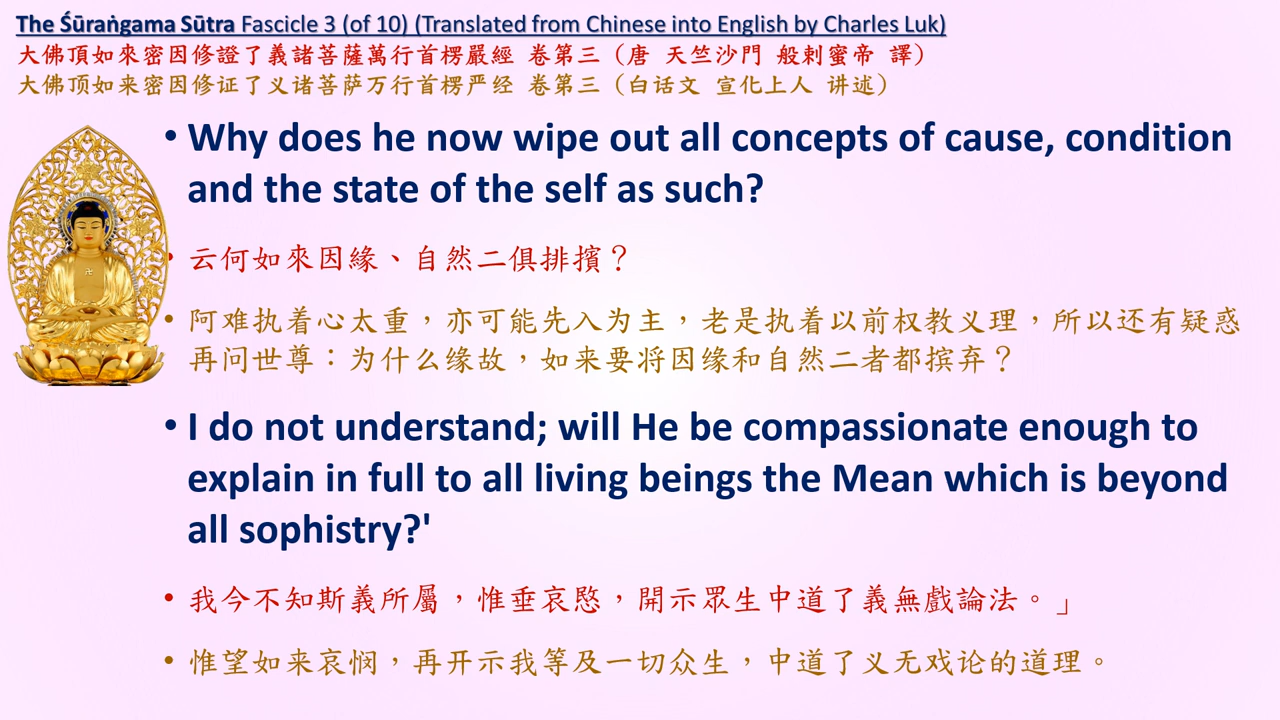 The Śūraṅgama Sūtra Fascicle 3 (of 10) (Translated from Chinese into English by Charles Luk)
大佛頂如來密因修證了義諸菩薩萬行首楞嚴經 卷第三（唐 天竺沙門 般剌蜜帝 譯）
大佛顶如来密因修证了义诸菩萨万行首楞严经 卷第三（白话文 宣化上人 讲述）
• Why does he now wipe out all concepts of cause, condition
and the state of the self as such?
• 云何如來因緣、自然二俱排擯？
• 阿难执着心太重，亦可能先入为主，老是执着以前权教义理，所以还有疑惑
再问世尊：为什么缘故，如来要将因缘和自然二者都摈弃？
• I do not understand; will He be compassionate enough to
explain in full to all living beings the Mean which is beyond
all sophistry?'
• 我今不知斯義所屬，惟垂哀愍，開示眾生中道了義無戲論法。」
• 惟望如来哀悯，再开示我等及一切众生，中道了义无戏论的道理。